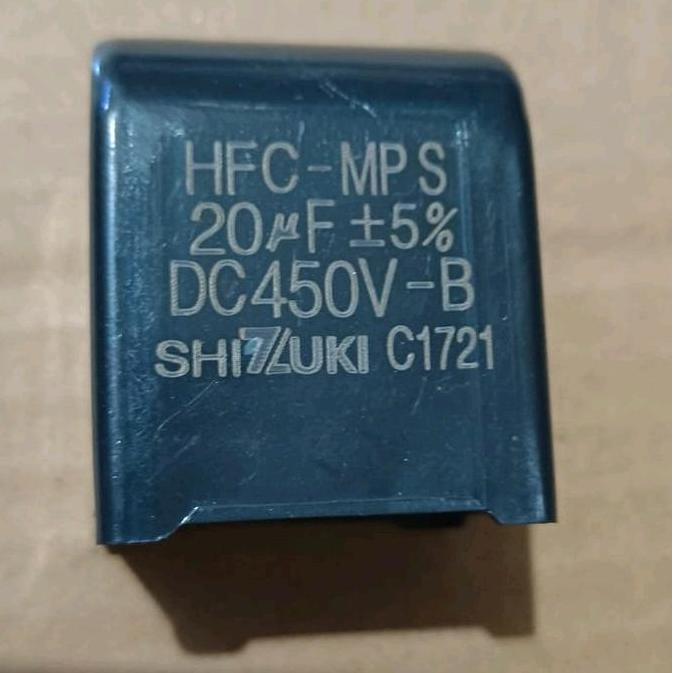 HFC-MPS
20μF ±5%
DC450V-B
SHIZUKI C1721